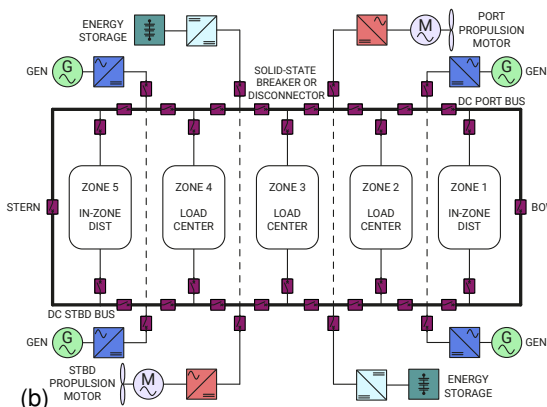 ENERGY
STORAGE
PORT
PROPULSION
MOTOR
M
GEN
G
SOLID-STATE
BREAKER OR
DISCONNECTOR
G
GEN
DC PORT BUS
ZONE 5
IN-ZONE
DIST
ZONE 4
LOAD
CENTER
ZONE 3
LOAD
CENTER
ZONE 2
LOAD
CENTER
ZONE 1
IN-ZONE
DIST
STERN
BOW
DC STBD BUS
GEN
G
G
GEN
STBD
PROPULSION
MOTOR
M
ENERGY
STORAGE
(b)